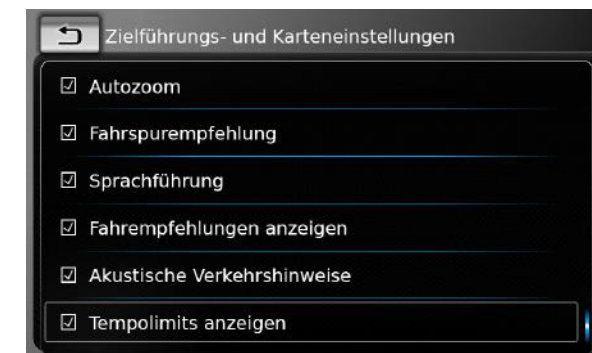 Zielführungs- und Karteneinstellungen
Autozoom
Fahrspurempfehlung
Sprachführung
Fahrempfehlungen anzeigen
Akustische Verkehrshinweise
Tempolimits anzeigen